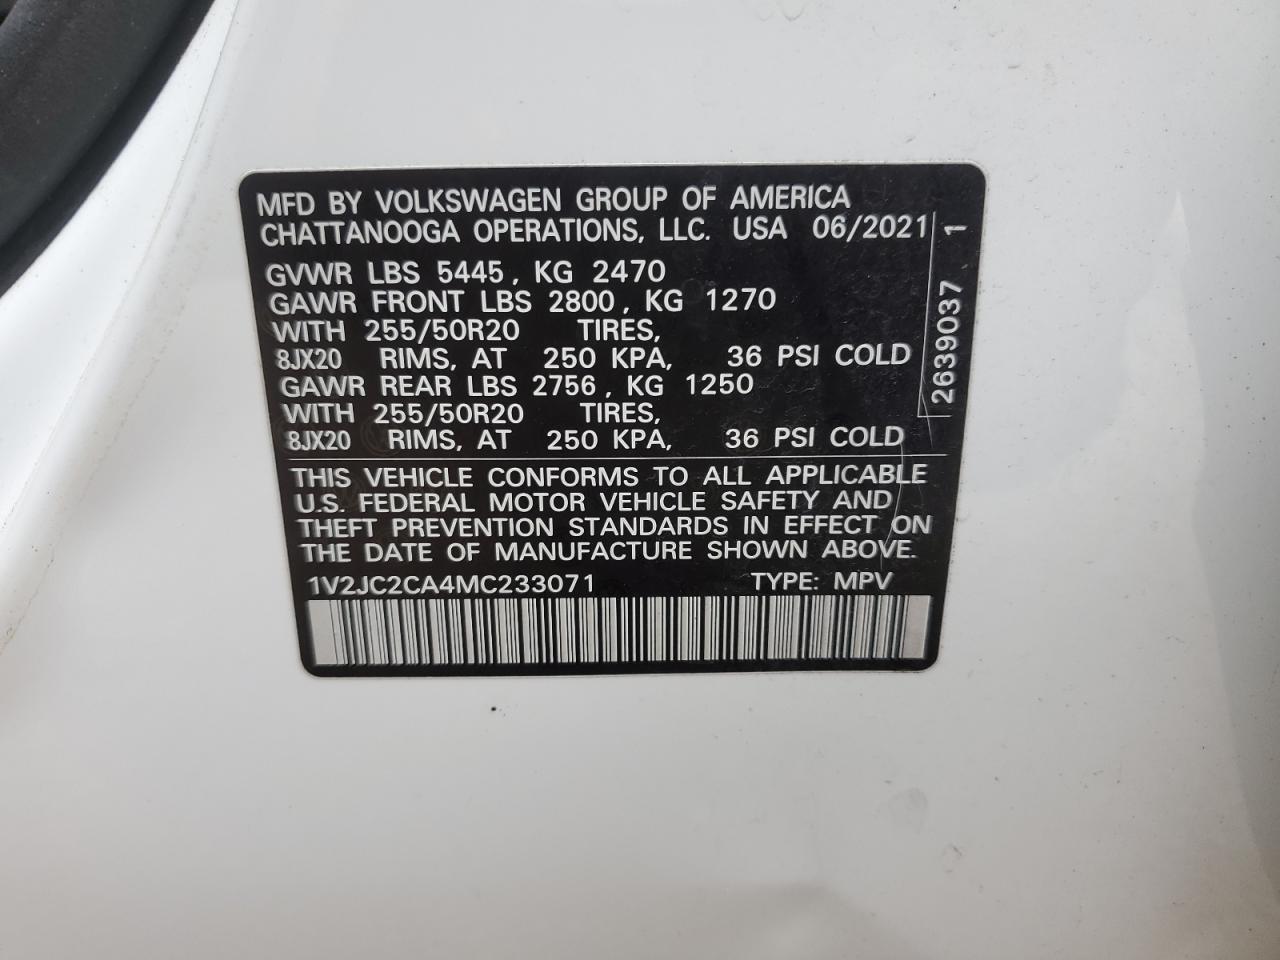 MFD BY VOLKSWAGEN GROUP OF AMERICA
CHATTANOOGA OPERATIONS, LLC. USA 06/2021
GVWR LBS 5445, KG 2470
GAWR FRONT LBS 2800, KG 1270
WITH 255/50R20 TIRES,
8JX20 RIMS, AT 250 KPA, 36 PSI COLD
GAWR REAR LBS 2756, KG 1250
WITH 255/50R20 TIRES,
8JX20 RIMS, AT 250 KPA, 36 PSI COLD
2639037 1
THIS VEHICLE CONFORMS TO ALL APPLICABLE
U.S. FEDERAL MOTOR VEHICLE SAFETY AND
THEFT PREVENTION STANDARDS IN EFFECT ON
THE DATE OF MANUFACTURE SHOWN ABOVE.
1V2JC2CA4MC233071 TYPE: MPV